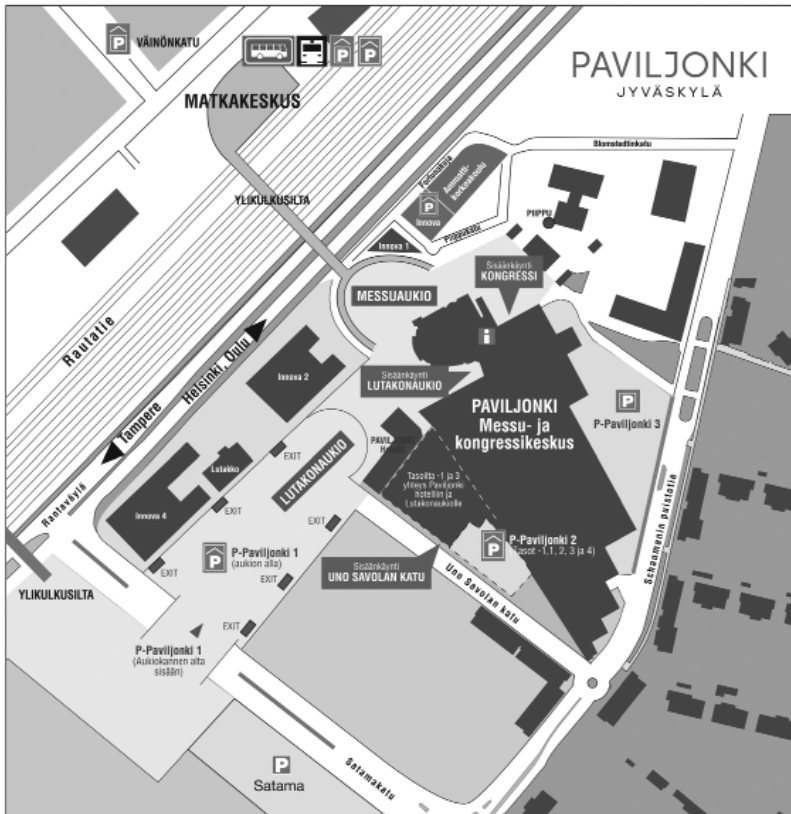 P VÄINÖNKATU
P P
MATKAKESKUS
PAVILJONKI
JYVÄSKYLÄ
Blomstedtinkatu
Ammatti-
korkeakoulu
P
Innova
Piippukatu
PIIPPU
YLIKULKUSILTA
Innova 1
Sisäänkäynti
KONGRESSI
MESSUAUKIO
i
Rautatie
Helsinki, Oulu
Tampere
Rantaväylä
Innova 2
Sisäänkäynti
LUTAKONAUKIO
PAVILJONKI
Messu- ja
kongressikeskus
P
P-Paviljonki 3
Lutakko
EXIT
LUTAKONAUKIO
Tasoilta -1 ja 3
yhteys Paviljonki
hotelliin ja
Lutakonaukiolle
Innova 4
EXIT
P P-Paviljonki 1
(aukion alla)
P P-Paviljonki 2
(Tasot -1,1, 2, 3 ja 4)
EXIT
EXIT
Sisäänkäynti
UNO SAVOLAN KATU
Uno Savolan katu
Schaumanin puistotie
YLIKULKUSILTA
EXIT
P-Paviljonki 1
(Aukiokannen alta
sisään)
P
Satama
Satamakatu